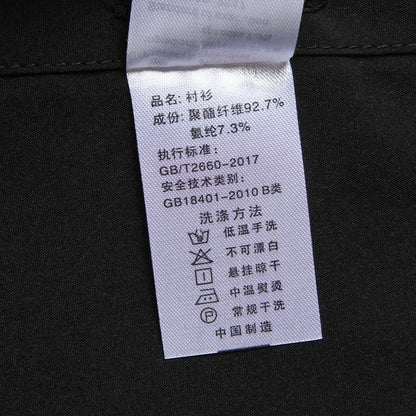 品名: 衬衫
成份: 聚酯纤维92.7%
氨纶7.3%
执行标准:
GB/T2660-2017
安全技术类别:
GB18401-2010 B类
洗涤方法
低温手洗
不可漂白
悬挂晾干
中温熨烫
常规干洗
中国制造